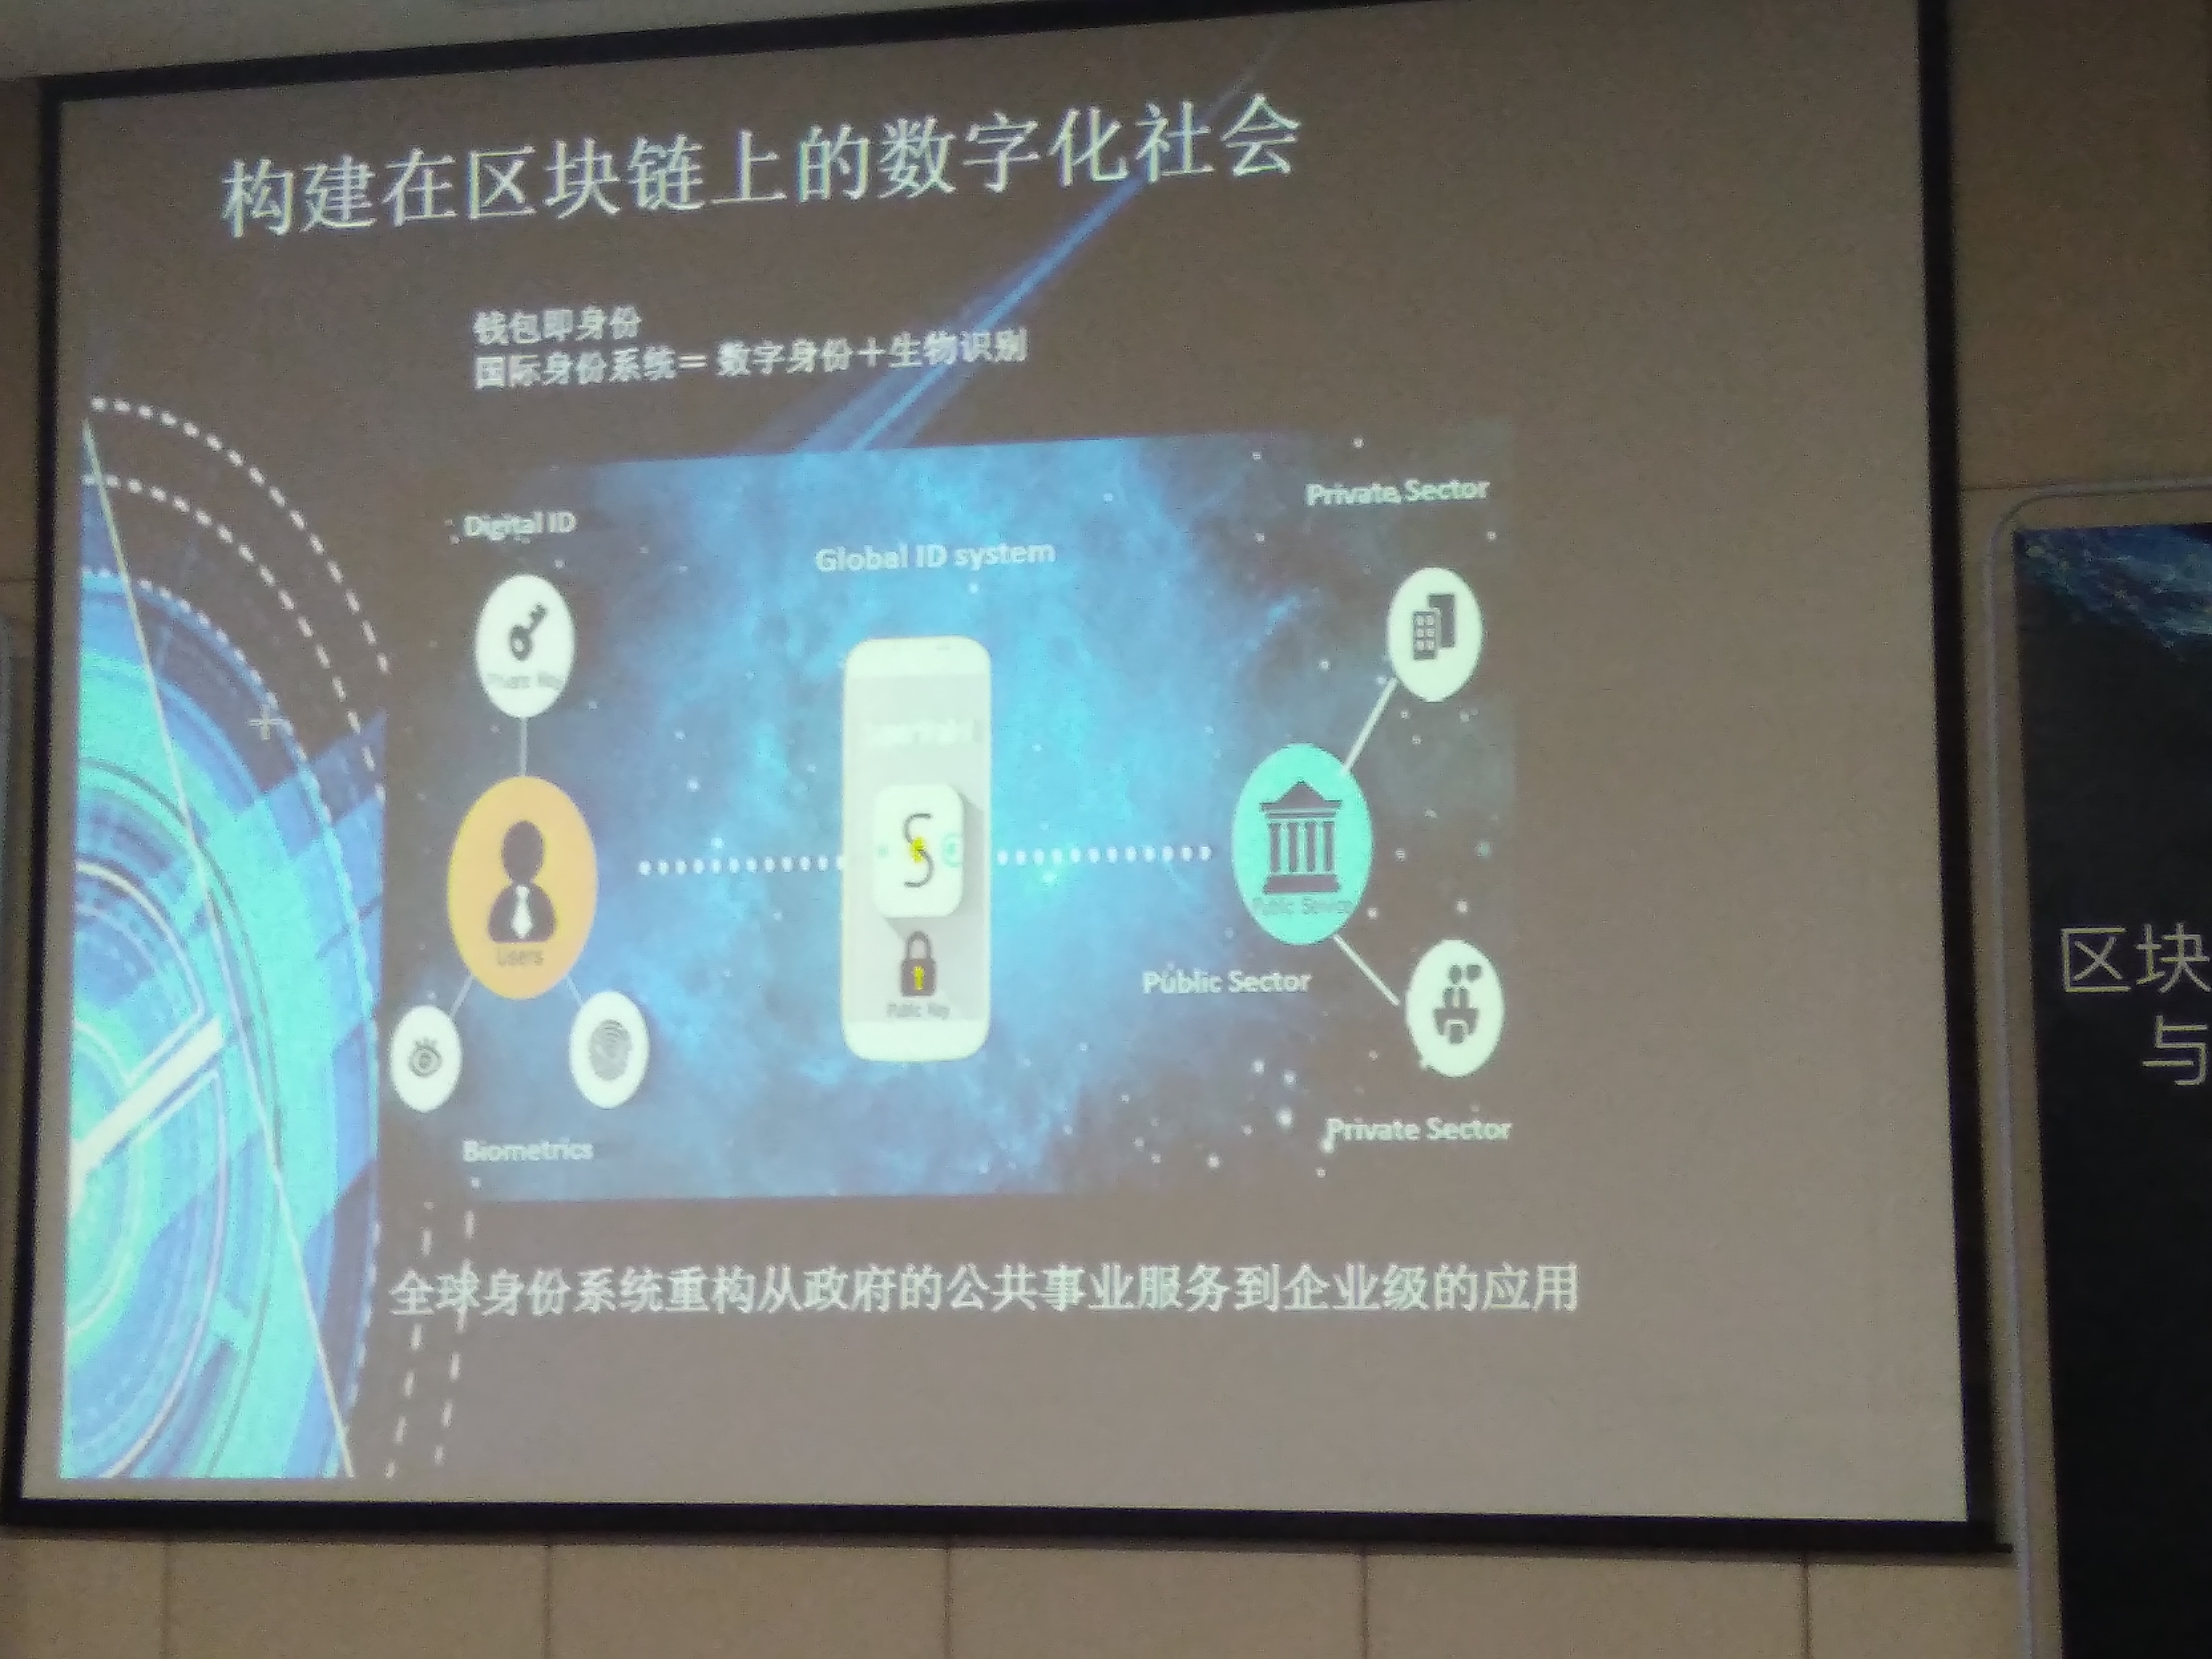 构建在区块链上的数字化社会
钱包即身份
国际身份系统＝ 数字身份＋生物识别
Digital ID
Private Sector
Global ID system
Private Key
Users
Public Service
Public Key
Public Sector
Biometrics
Private Sector
全球身份系统重构从政府的公共事业服务到企业级的应用
区块
与